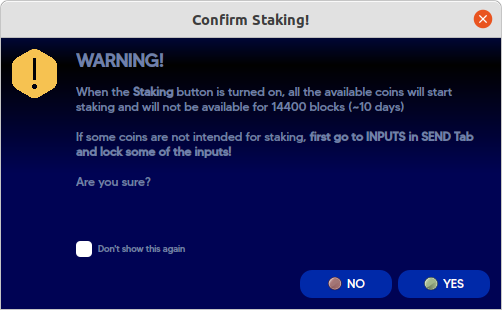 Confirm Staking!
WARNING!
When the Staking button is turned on, all the available coins will start
staking and will not be available for 14400 blocks (~10 days)
If some coins are not intended for staking, first go to INPUTS in SEND Tab
and lock some of the inputs!
Are you sure?
Don't show this again
NO
YES